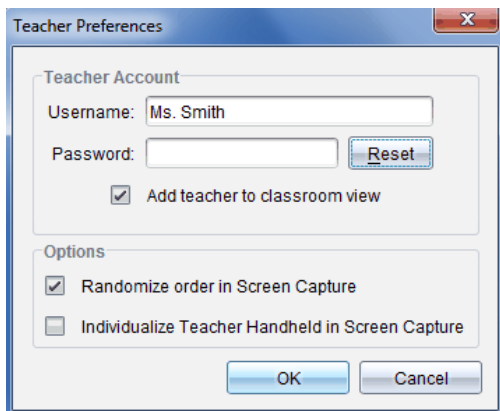 Teacher Preferences
Teacher Account
Username: Ms. Smith
Password: Reset
Add teacher to classroom view
Options
Randomize order in Screen Capture
Individualize Teacher Handheld in Screen Capture
OK Cancel